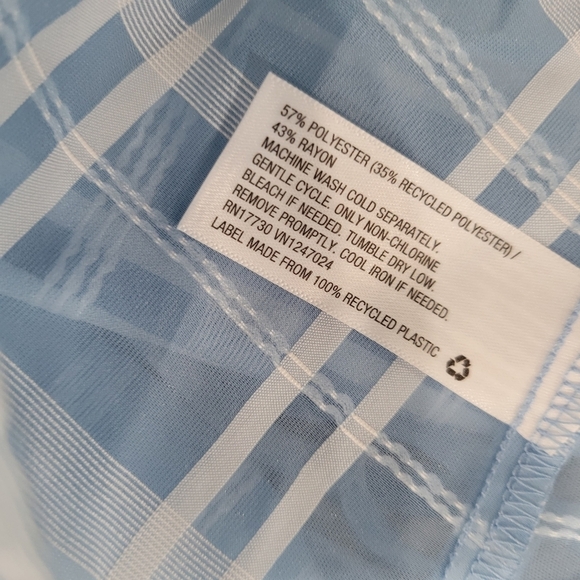 57% POLYESTER (35% RECYCLED POLYESTER) /
43% RAYON
MACHINE WASH COLD SEPARATELY.
GENTLE CYCLE. ONLY NON-CHLORINE
BLEACH IF NEEDED. TUMBLE DRY LOW.
REMOVE PROMPTLY. COOL IRON IF NEEDED.
RN17730 VN1247024
LABEL MADE FROM 100% RECYCLED PLASTIC